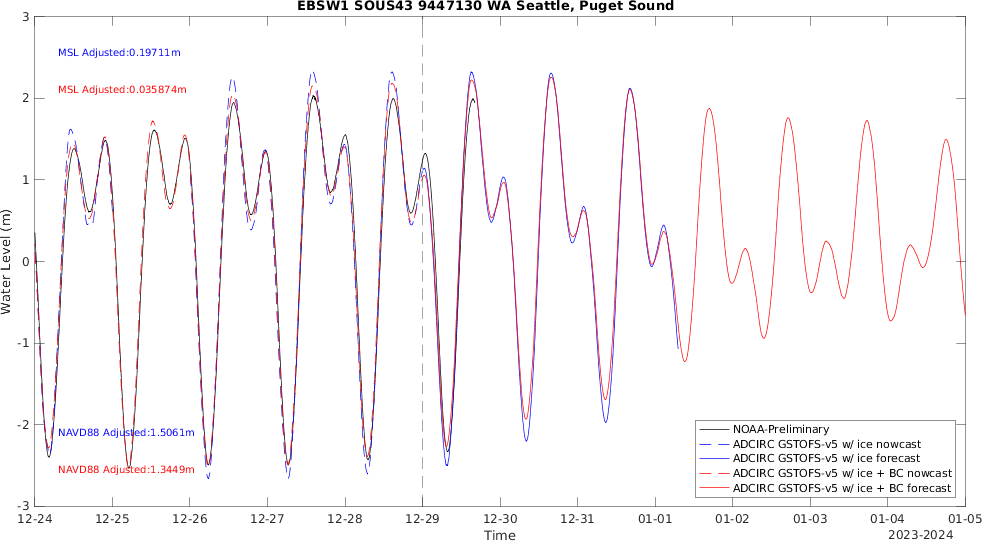 EBSW1 SOUS43 9447130 WA Seattle, Puget Sound
3
2
1
0
-1
-2
-3
Water Level (m)
MSL Adjusted:0.19711m
MSL Adjusted:0.035874m
NAVD88 Adjusted:1.5061m
NAVD88 Adjusted:1.3449m
NOAA-Preliminary
ADCIRC GSTOFS-v5 w/ ice nowcast
ADCIRC GSTOFS-v5 w/ ice forecast
ADCIRC GSTOFS-v5 w/ ice + BC nowcast
ADCIRC GSTOFS-v5 w/ ice + BC forecast
12-24 12-25 12-26 12-27 12-28 12-29 12-30 12-31 01-01 01-02 01-03 01-04 01-05
Time
2023-2024